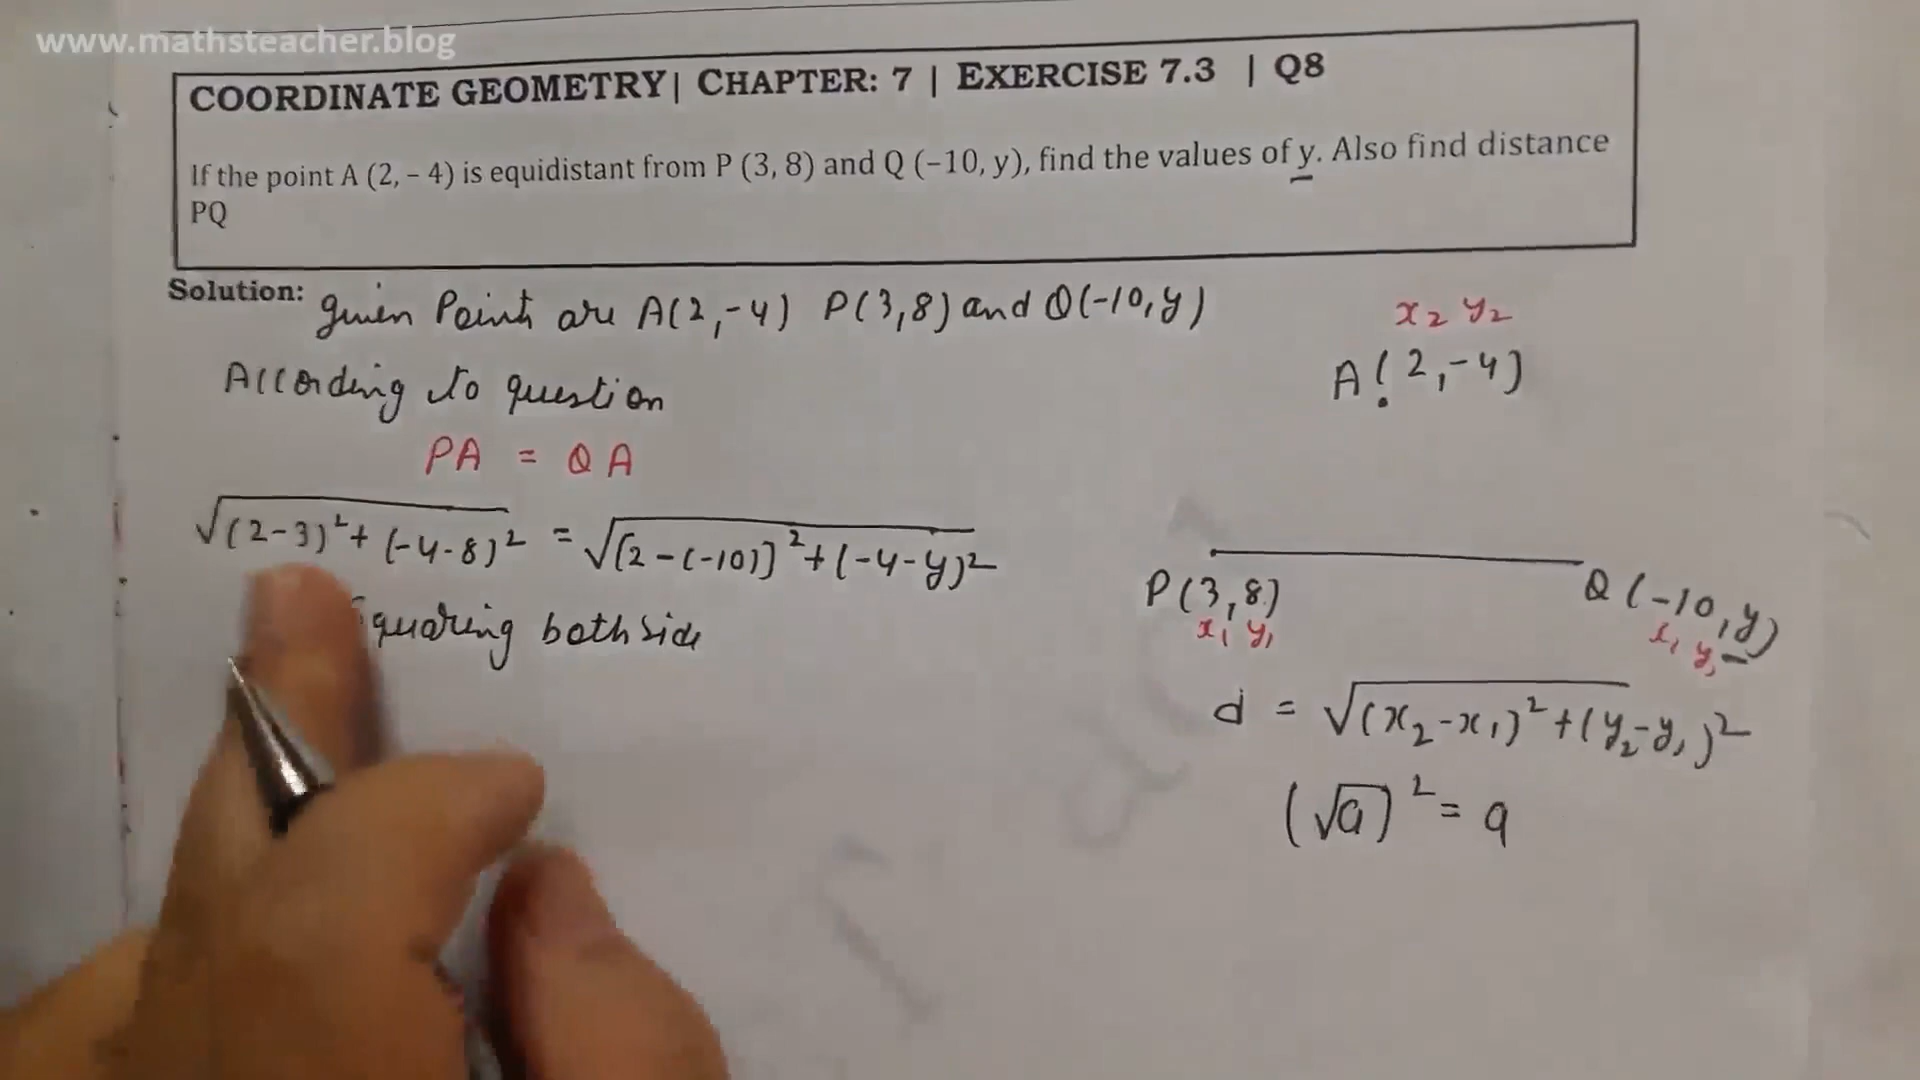 www.mathsteacher.blog
COORDINATE GEOMETRY| CHAPTER: 7 | EXERCISE 7.3 | Q8
If the point A (2, – 4) is equidistant from P (3, 8) and Q (–10, y), find the values of y. Also find distance
PQ
Solution: given Point are A(2,-4) P(3,8) and Q(-10,y)
x₂ y₂
A(2,-4)
According to question
PA = QA
√(2-3)²+(-4-8)² = √[2-(-10)]²+(-4-y)²
P(3,8) Q(-10,y)
x₁ y₁ x₁ y₁
Squaring both side
d = √(x₂-x₁)²+(y₂-y₁)²
(√a)² = a